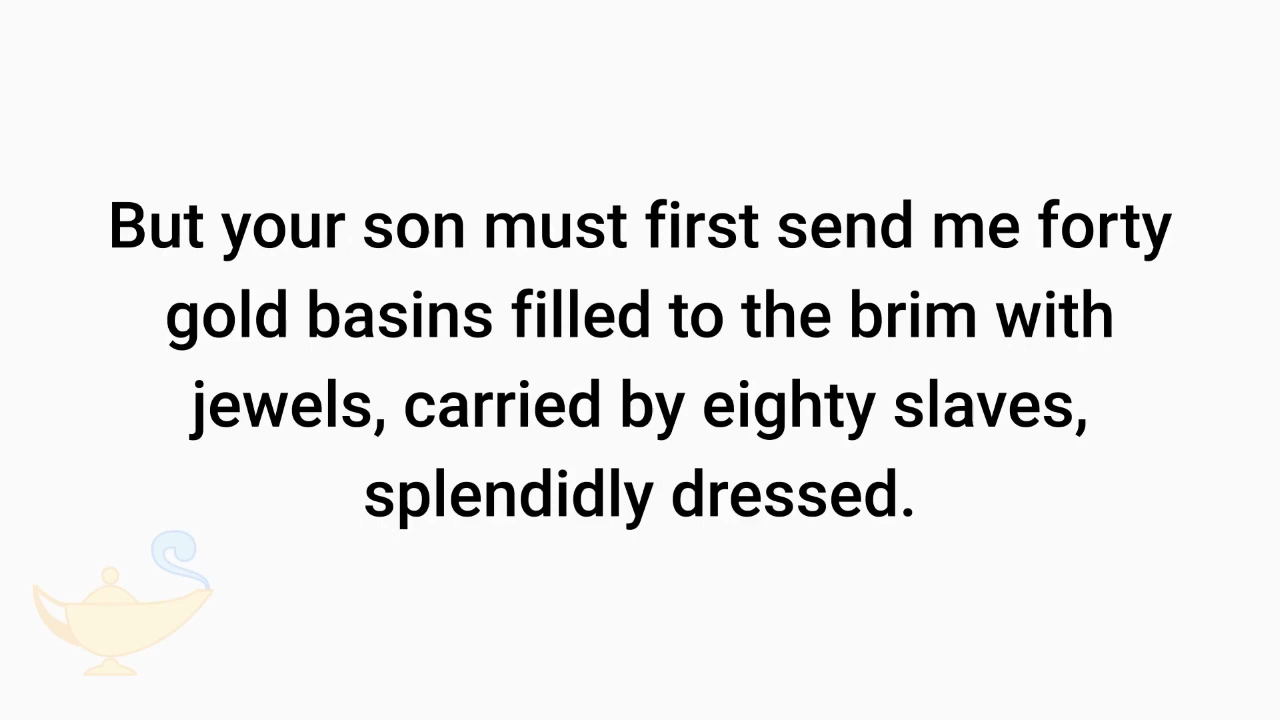 But your son must first send me forty
gold basins filled to the brim with
jewels, carried by eighty slaves,
splendidly dressed.